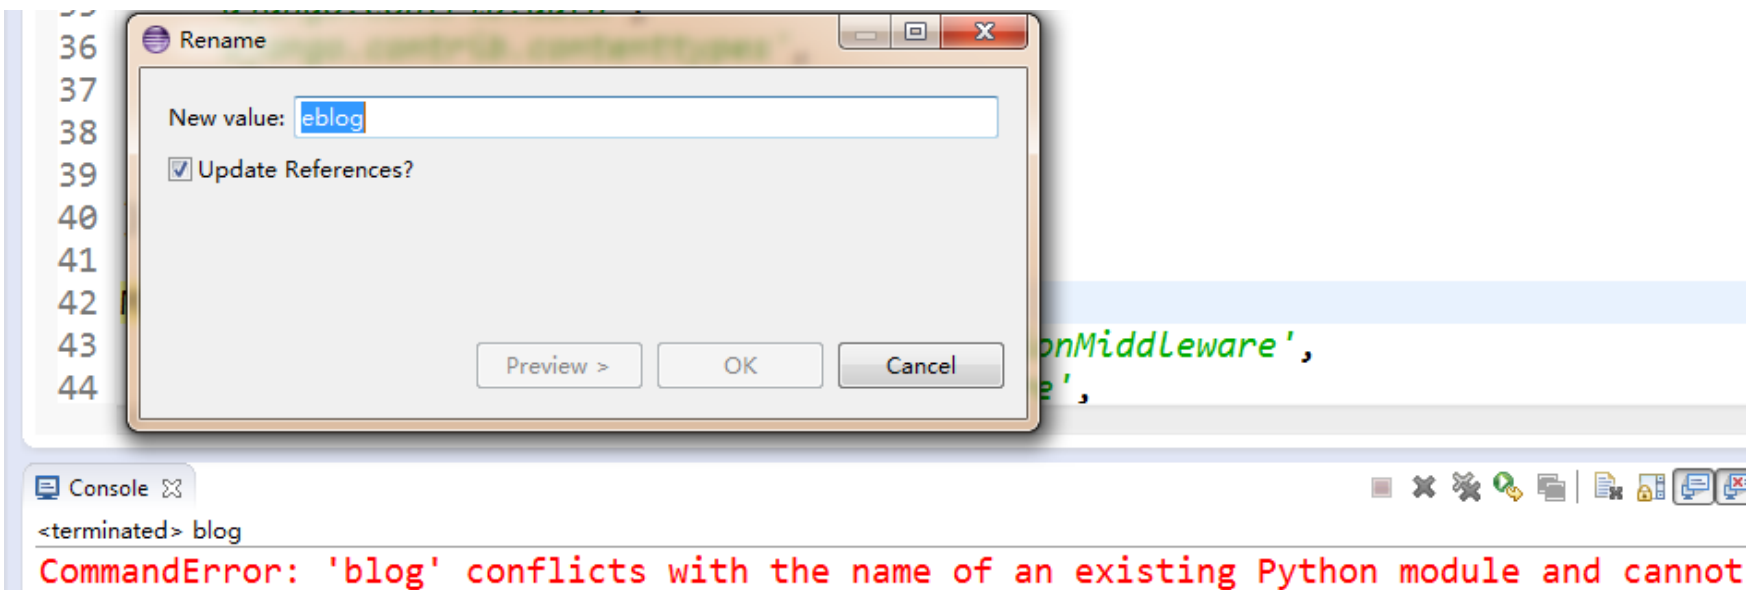 36
Rename
37
New value: eblog
38
39
Update References?
40
41
42
43
onMiddleware',
44
e',
Preview >
OK
Cancel
Console
<terminated> blog
CommandError: 'blog' conflicts with the name of an existing Python module and cannot